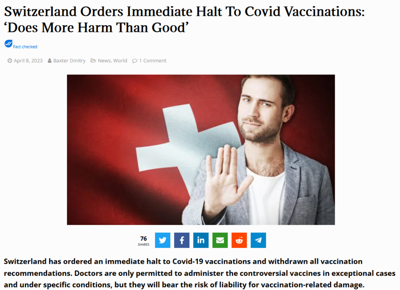 Switzerland Orders Immediate Halt To Covid Vaccinations:
‘Does More Harm Than Good’
Fact checked
April 8, 2023 Baxter Dmitry News, World 1 Comment
76
SHARES
Switzerland has ordered an immediate halt to Covid-19 vaccinations and withdrawn all vaccination
recommendations. Doctors are only permitted to administer the controversial vaccines in exceptional cases
and under specific conditions, but they will bear the risk of liability for vaccination-related damage.